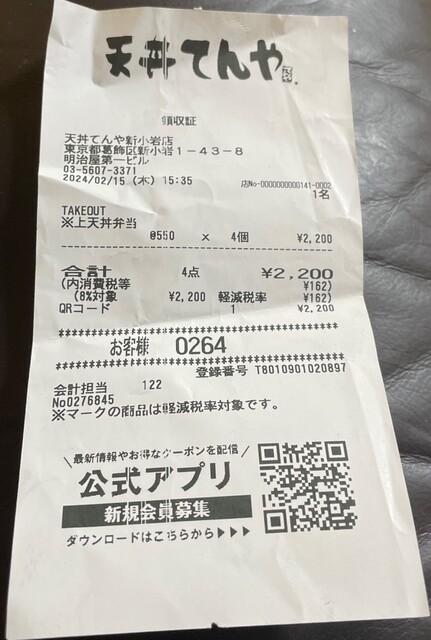 天丼てんや
てんや
領収証
天丼てんや新小岩店
東京都葛飾区新小岩1-43-8
明治屋第一ビル
03-5607-3371
2024/02/15 (木) 15:35
店No-0000000000141-0002
1名
TAKEOUT
※上天丼弁当
@550 × 4個 ¥2,200
合計 4点 ¥2,200
(内消費税等 ¥162)
(8%対象 ¥2,200 軽減税率 ¥162)
QRコード 1 ¥2,200
お客様 0264
登録番号 T8010901020897
会計担当 122
No0276845
※マークの商品は軽減税率対象です。
\最新情報やお得なクーポンを配信/
公式アプリ
新規会員募集
ダウンロードはこちらから▶▶▶